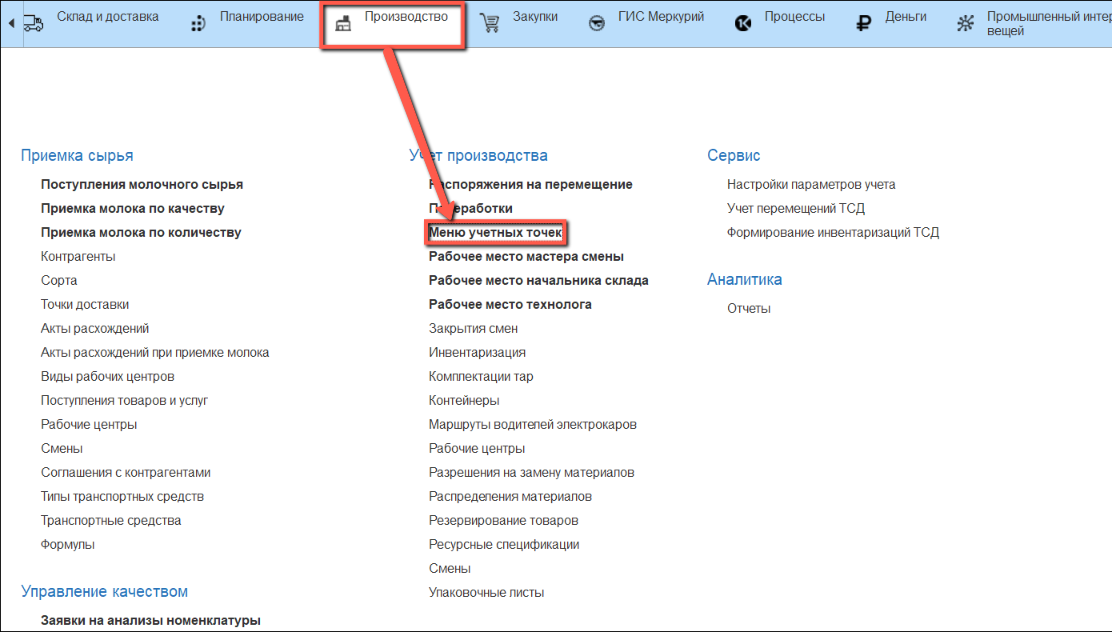 Склад и доставка
Планирование
Производство
Закупки
ГИС Меркурий
Процессы
Деньги
Промышленный интер
вещей
Приемка сырья
Поступления молочного сырья
Приемка молока по качеству
Приемка молока по количеству
Контрагенты
Сорта
Точки доставки
Акты расхождений
Акты расхождений при приемке молока
Виды рабочих центров
Поступления товаров и услуг
Рабочие центры
Смены
Соглашения с контрагентами
Типы транспортных средств
Транспортные средства
Формулы
Управление качеством
Заявки на анализы номенклатуры
Учет производства
Распоряжения на перемещение
Переработки
Меню учетных точек
Рабочее место мастера смены
Рабочее место начальника склада
Рабочее место технолога
Закрытия смен
Инвентаризация
Комплектации тар
Контейнеры
Маршруты водителей электрокаров
Рабочие центры
Разрешения на замену материалов
Распределения материалов
Резервирование товаров
Ресурсные спецификации
Смены
Упаковочные листы
Сервис
Настройки параметров учета
Учет перемещений ТСД
Формирование инвентаризаций ТСД
Аналитика
Отчеты